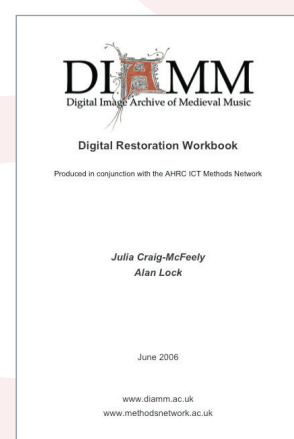 DIAMM
Digital Image Archive of Medieval Music
Digital Restoration Workbook
Produced in conjunction with the AHRC ICT Methods Network
Julia Craig-McFeely
Alan Lock
June 2006
www.diamm.ac.uk
www.methodsnetwork.ac.uk